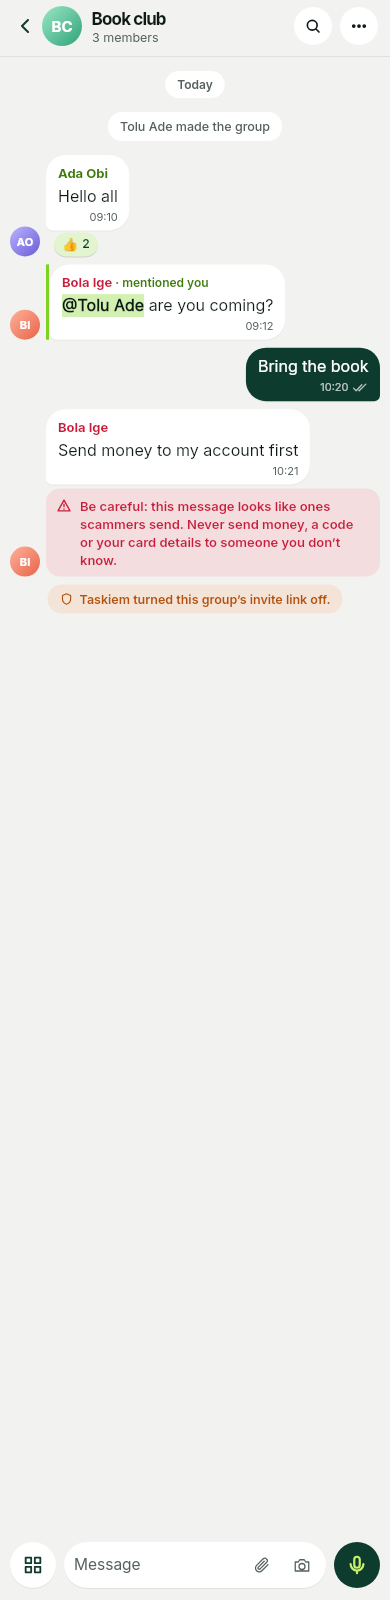 BC
Book club
3 members
Today
Tolu Ade made the group
Ada Obi
Hello all
09:10
AO
👍 2
Bola Ige · mentioned you
@Tolu Ade are you coming?
09:12
BI
Bring the book
10:20
Bola Ige
Send money to my account first
10:21
Be careful: this message looks like ones
scammers send. Never send money, a code
or your card details to someone you don’t
know.
BI
Taskiem turned this group’s invite link off.
Message